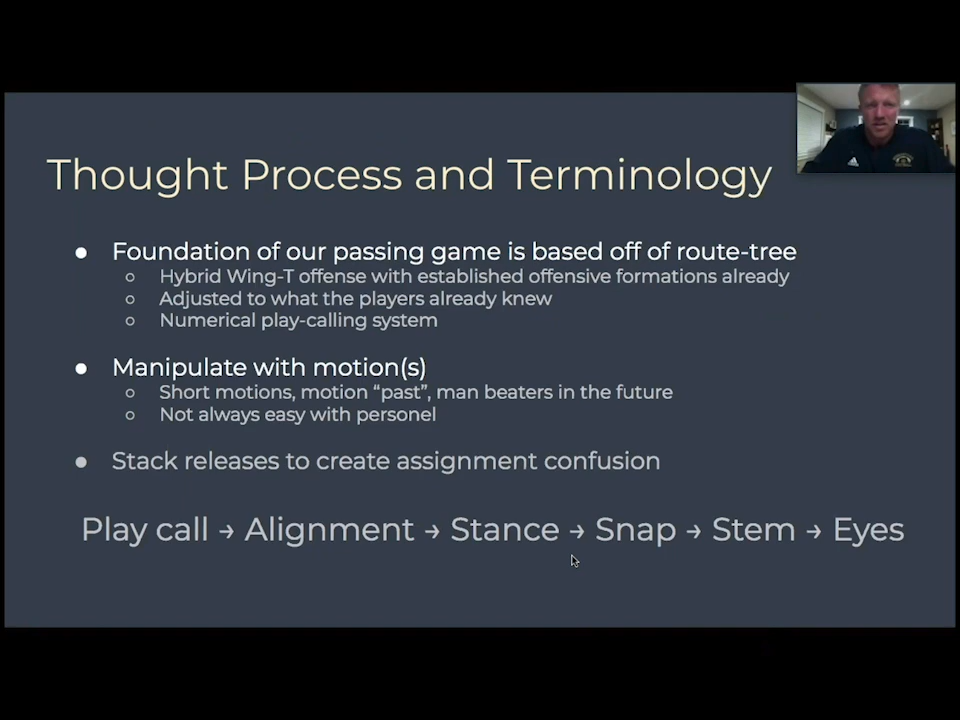 Thought Process and Terminology
● Foundation of our passing game is based off of route-tree
○ Hybrid Wing-T offense with established offensive formations already
○ Adjusted to what the players already knew
○ Numerical play-calling system
● Manipulate with motion(s)
○ Short motions, motion “past”, man beaters in the future
○ Not always easy with personel
● Stack releases to create assignment confusion
Play call → Alignment → Stance → Snap → Stem → Eyes